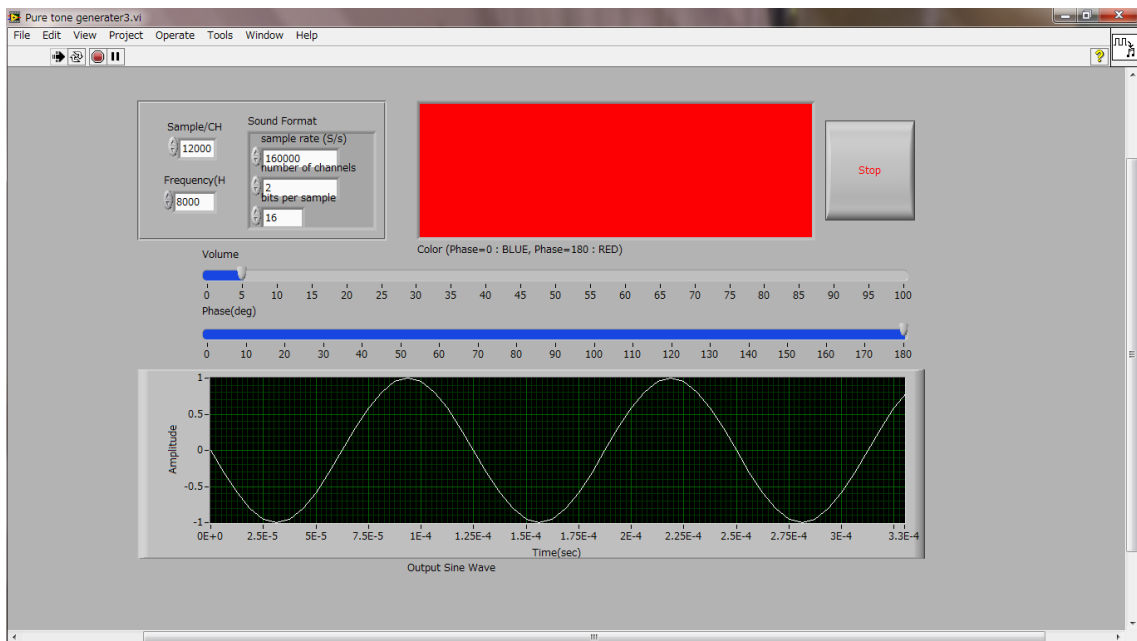 Pure tone generater3.vi
File Edit View Project Operate Tools Window Help
?
Sample/CH
12000
Frequency(H
8000
Sound Format
sample rate (S/s)
160000
number of channels
2
bits per sample
16
Stop
Color (Phase=0 : BLUE, Phase=180 : RED)
Volume
0 5 10 15 20 25 30 35 40 45 50 55 60 65 70 75 80 85 90 95 100
Phase(deg)
0 10 20 30 40 50 60 70 80 90 100 110 120 130 140 150 160 170 180
Amplitude
1
0.5
0
-0.5
-1
0E+0 2.5E-5 5E-5 7.5E-5 1E-4 1.25E-4 1.5E-4 1.75E-4 2E-4 2.25E-4 2.5E-4 2.75E-4 3E-4 3.3E-4
Time(sec)
Output Sine Wave